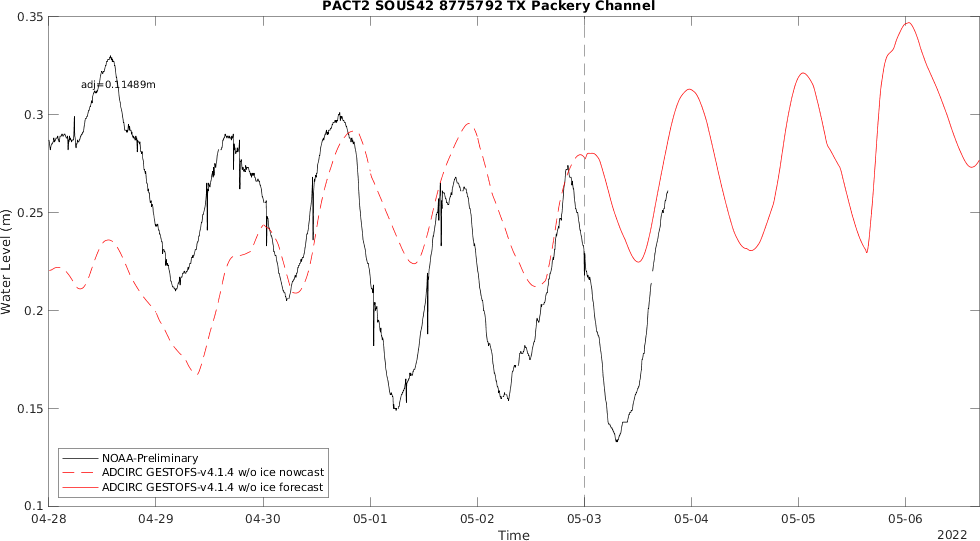 PACT2 SOUS42 8775792 TX Packery Channel
0.35
adj=0.11489m
0.3
0.25
Water Level (m)
0.2
0.15
NOAA-Preliminary
ADCIRC GESTOFS-v4.1.4 w/o ice nowcast
ADCIRC GESTOFS-v4.1.4 w/o ice forecast
0.1
04-28 04-29 04-30 05-01 05-02 05-03 05-04 05-05 05-06
Time
2022